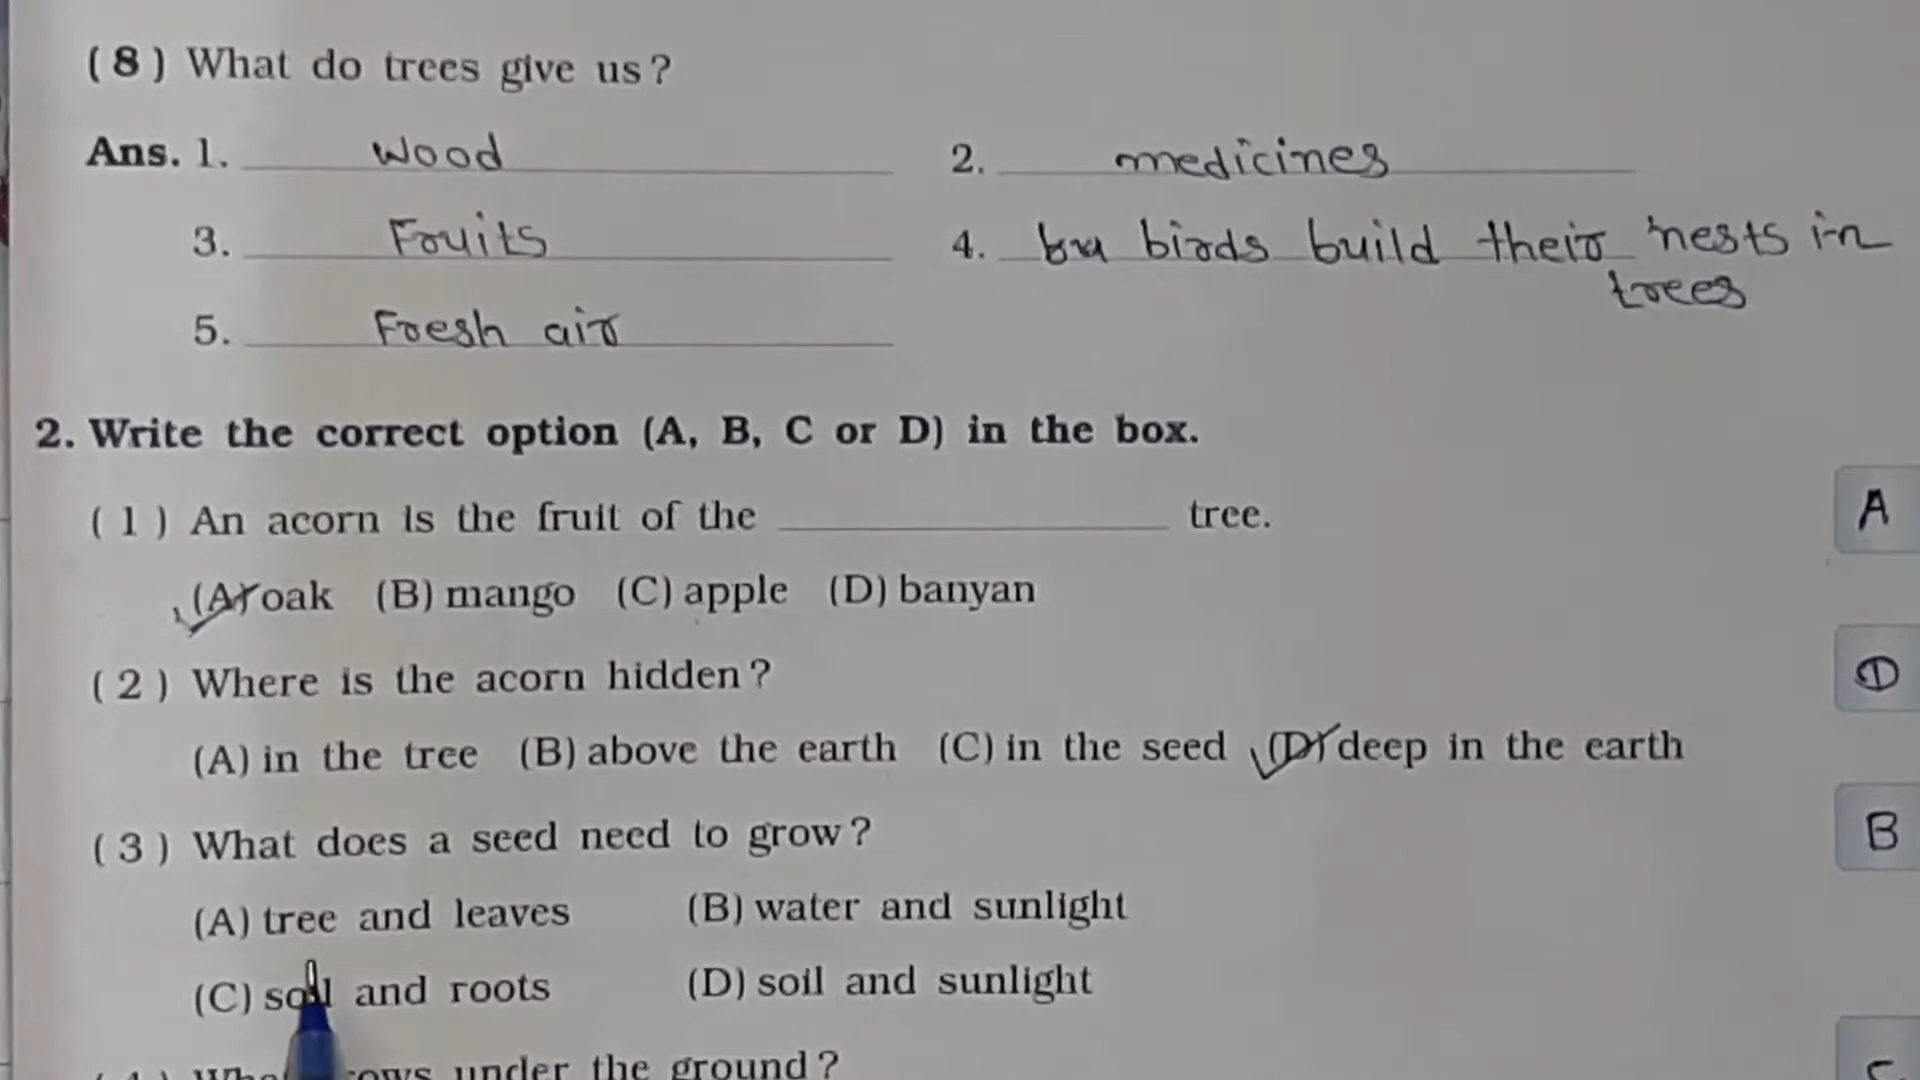 (8) What do trees give us?
Ans. 1. Wood 2. medicines
3. Fruits 4. birds build their nests in
trees
5. Fresh air
2. Write the correct option (A, B, C or D) in the box.
(1) An acorn is the fruit of the ____ tree. A
(A) oak (B) mango (C) apple (D) banyan
(2) Where is the acorn hidden? D
(A) in the tree (B) above the earth (C) in the seed (D) deep in the earth
(3) What does a seed need to grow? B
(A) tree and leaves (B) water and sunlight
(C) soil and roots (D) soil and sunlight
under the ground?